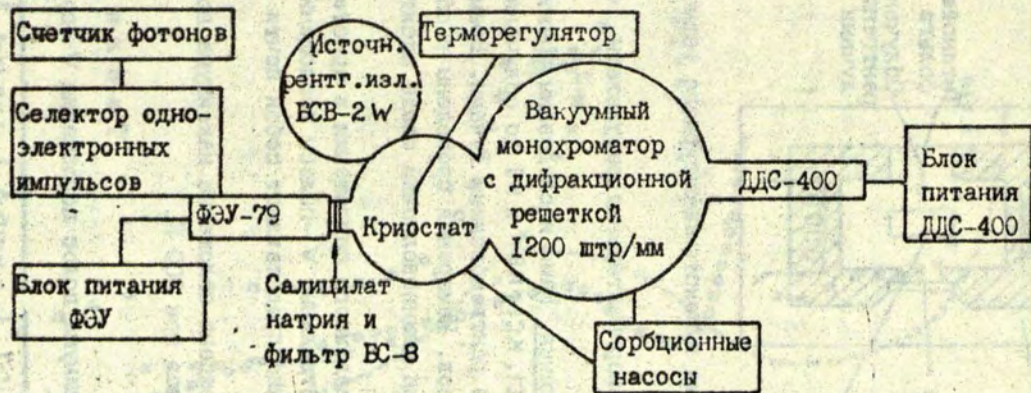 Счетчик фотонов
Селектор одно-
электронных
импульсов
ФЭУ-79
Блок питания
ФЭУ
Источн.
рентг.изл.
БСВ-2 W
Терморегулятор
Криостат
Салицилат
натрия и
фильтр БС-8
Вакуумный
монохроматор
с дифракционной
решеткой
1200 штр/мм
ДДС-400
Блок
питания
ДДС-400
Сорбционные
насосы